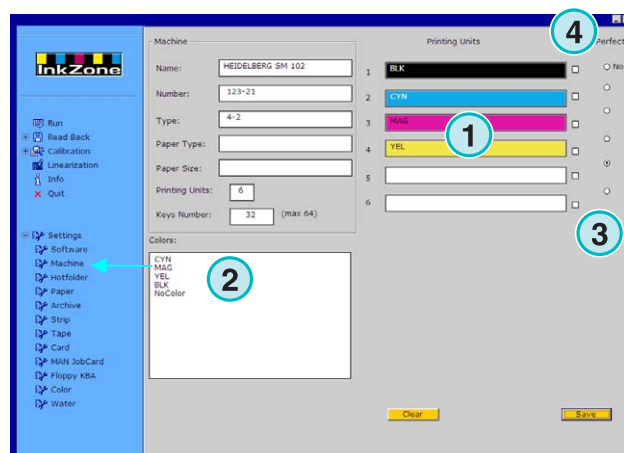 4
Machine
Printing Units
Perfect
InkZone
Name: HEIDELBERG SM 102
1 BLK
No
Number: 123-21
2 CYN
Type: 4-2
3 MAG
1
Paper Type:
4 YEL
Paper Size:
5
Printing Units: 6
6
Keys Number: 32 (max 64)
3
Run
Read Back
Calibration
Linearization
Info
Quit
Settings
Software
Machine
Hotfolder
Paper
Archive
Strip
Tape
Card
MAN JobCard
Floppy KBA
Color
Water
Colors:
2
CYN
MAG
YEL
BLK
NoColor
Clear
Save